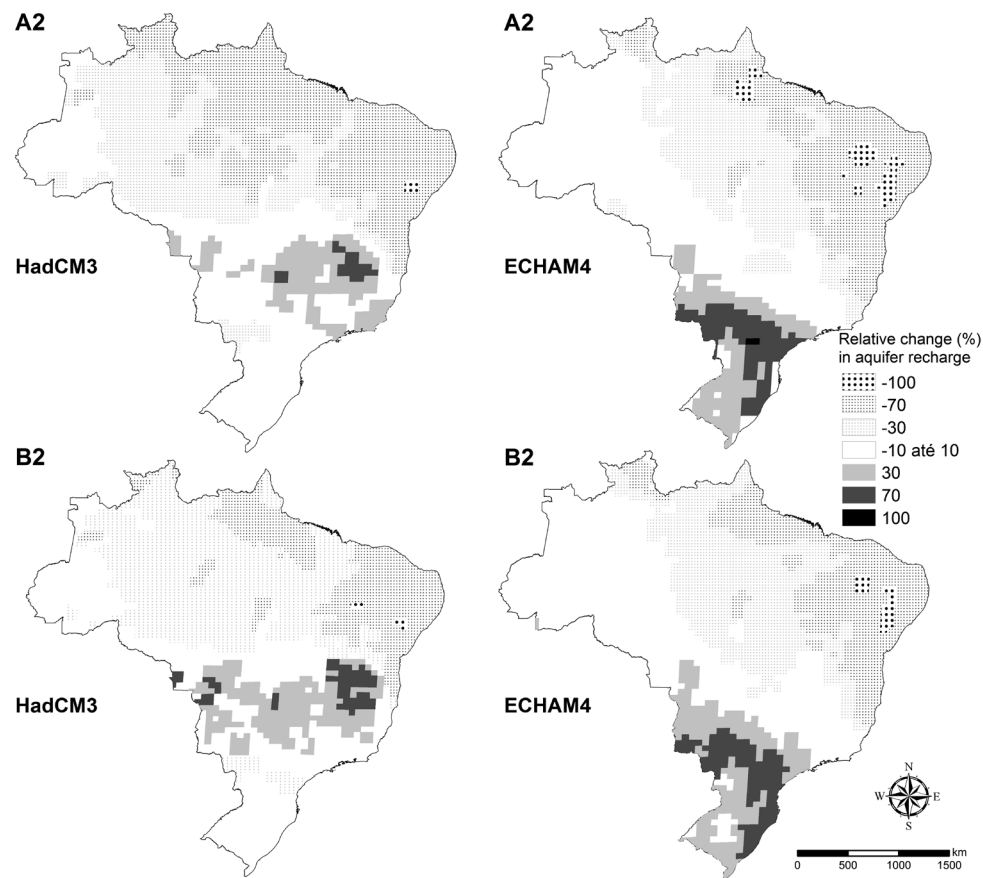 A2
A2
HadCM3
ECHAM4
Relative change (%)
in aquifer recharge
-100
-70
-30
-10 até 10
30
70
100
B2
B2
HadCM3
ECHAM4
N
W
E
S
km
0 500 1000 1500